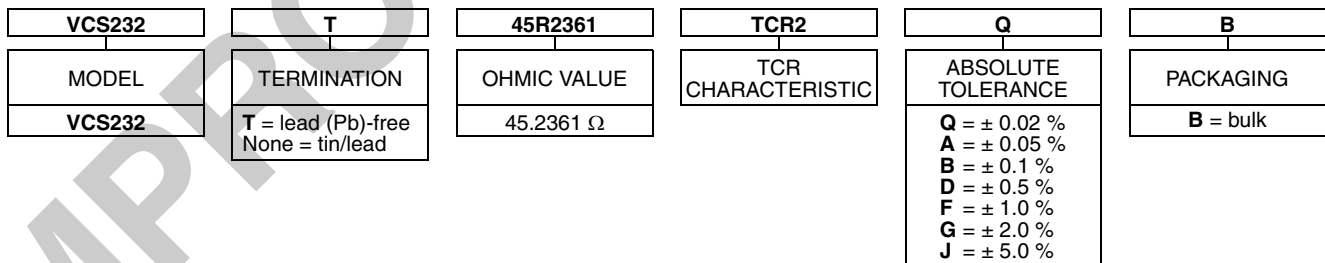 VCS232 T 45R2361 TCR2 Q B
MODEL TERMINATION OHMIC VALUE TCR CHARACTERISTIC ABSOLUTE TOLERANCE PACKAGING
VCS232
T = lead (Pb)-free
None = tin/lead
45.2361 Ω
Q = ± 0.02 %
A = ± 0.05 %
B = ± 0.1 %
D = ± 0.5 %
F = ± 1.0 %
G = ± 2.0 %
J = ± 5.0 %
B = bulk
MPRO